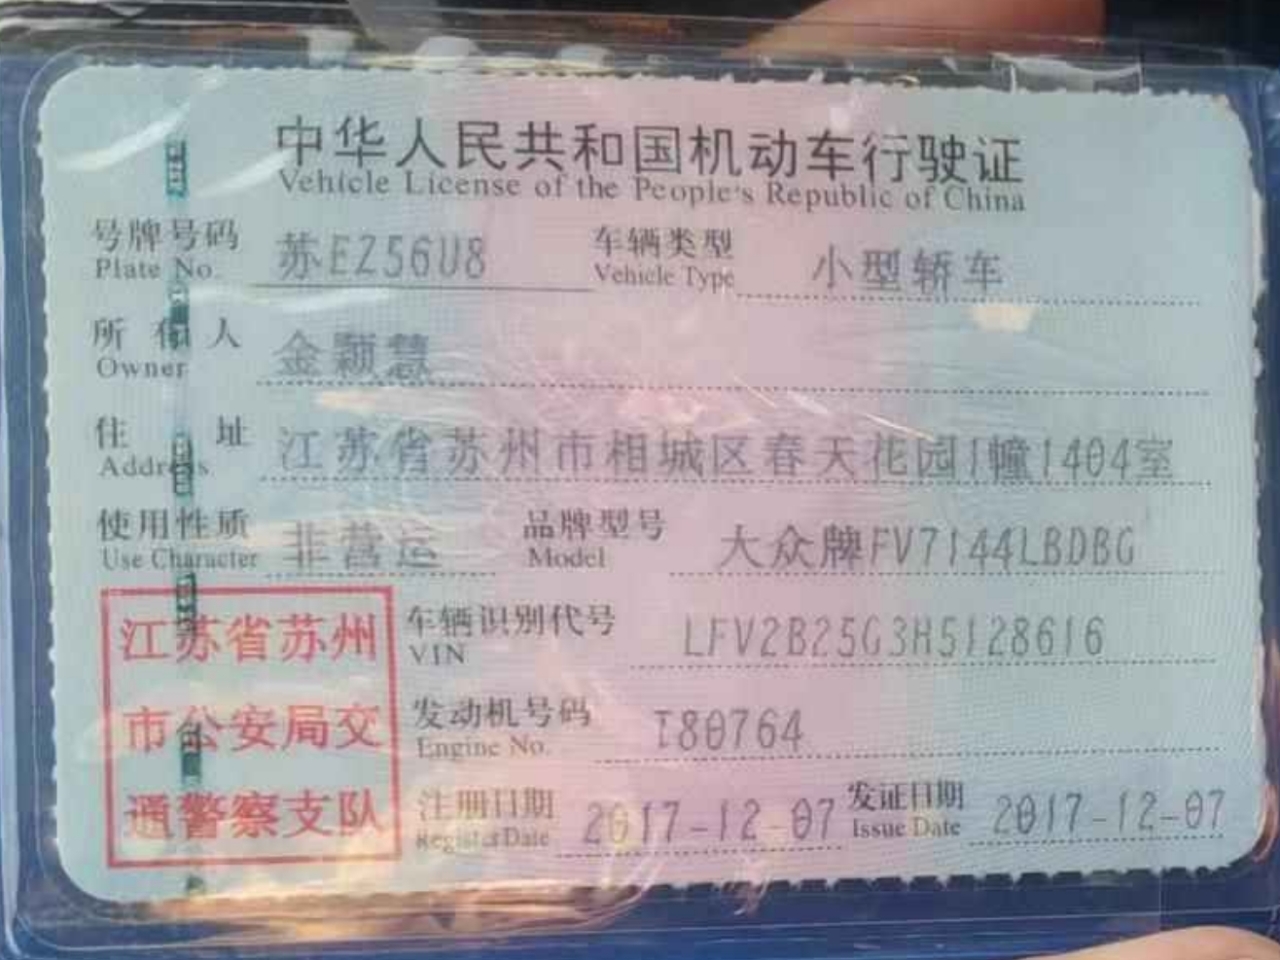 中华人民共和国机动车行驶证
Vehicle License of the People's Republic of China
号牌号码 苏EZ56U8 车辆类型 小型轿车
Plate No. Vehicle Type
所有人 金颖慧
Owner
住址 江苏省苏州市相城区春天花园1幢1404室
Address
使用性质 非营运 品牌型号 大众牌FV7144LBDBG
Use Character Model
江苏省苏州 车辆识别代号 LFV2B25G3H5128616
VIN
市公安局交 发动机号码 T80764
Engine No.
通警察支队 注册日期 2017-12-07 发证日期 2017-12-07
Register Date Issue Date